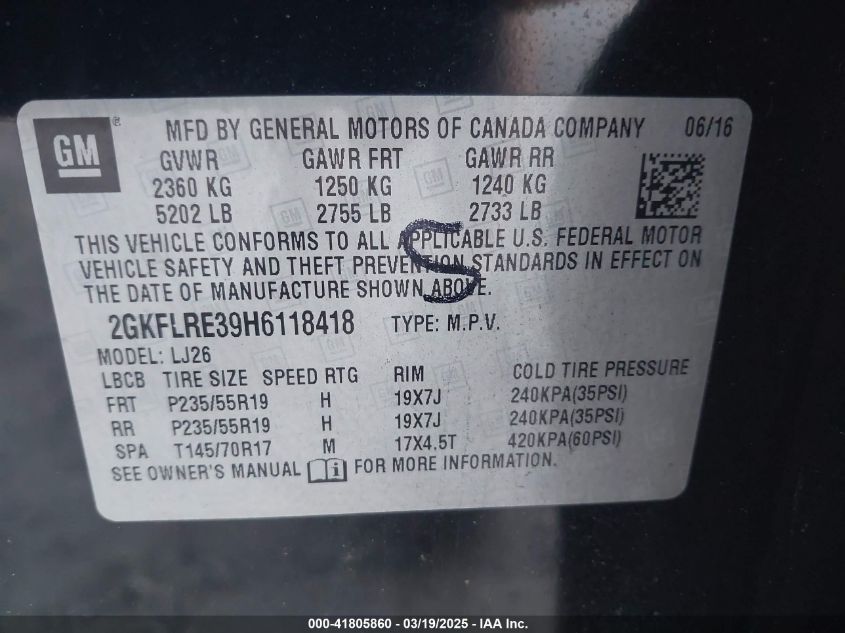 GM ® MFD BY GENERAL MOTORS OF CANADA COMPANY 06/16
GVWR GAWR FRT GAWR RR
2360 KG 1250 KG 1240 KG
5202 LB 2755 LB 2733 LB
THIS VEHICLE CONFORMS TO ALL APPLICABLE U.S. FEDERAL MOTOR
VEHICLE SAFETY AND THEFT PREVENTION STANDARDS IN EFFECT ON
THE DATE OF MANUFACTURE SHOWN ABOVE.
S
2GKFLRE39H6118418 TYPE: M.P.V.
MODEL: LJ26
LBCB TIRE SIZE SPEED RTG RIM COLD TIRE PRESSURE
FRT P235/55R19 H 19X7J 240KPA(35PSI)
RR P235/55R19 H 19X7J 240KPA(35PSI)
SPA T145/70R17 M 17X4.5T 420KPA(60PSI)
SEE OWNER'S MANUAL i FOR MORE INFORMATION.
000-41805860 - 03/19/2025 - IAA Inc.